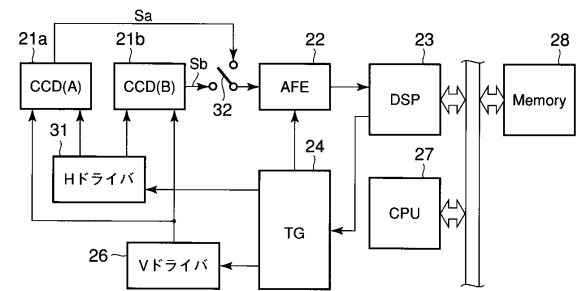 Sa
21a
21b
22
23
28
CCD(A)
CCD(B)
Sb
32
AFE
DSP
Memory
31
24
27
Hドライバ
TG
CPU
26
Vドライバ